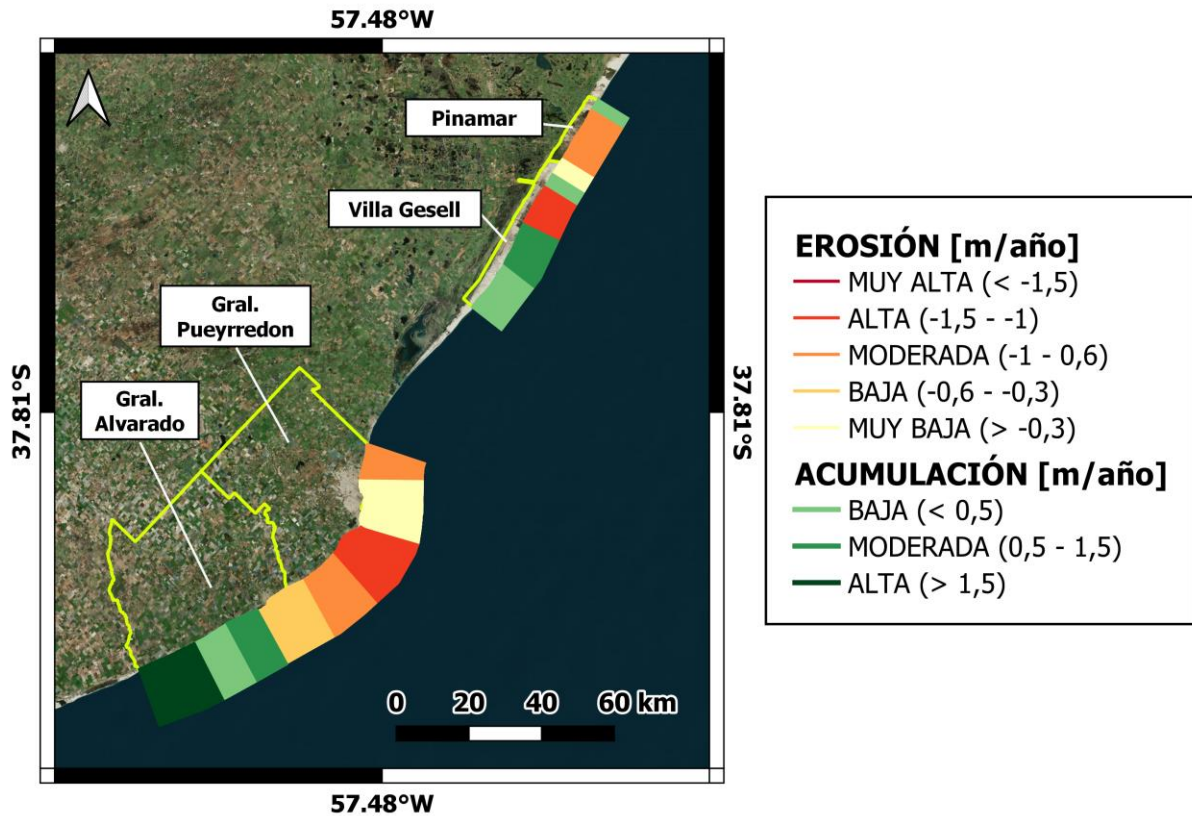 57.48°W
Pinamar
Villa Gesell
Gral.
Pueyrredon
Gral.
Alvarado
37.81°S
37.81°S
0 20 40 60 km
57.48°W
EROSIÓN [m/año]
MUY ALTA (< -1,5)
ALTA (-1,5 - -1)
MODERADA (-1 - 0,6)
BAJA (-0,6 - -0,3)
MUY BAJA (> -0,3)
ACUMULACIÓN [m/año]
BAJA (< 0,5)
MODERADA (0,5 - 1,5)
ALTA (> 1,5)